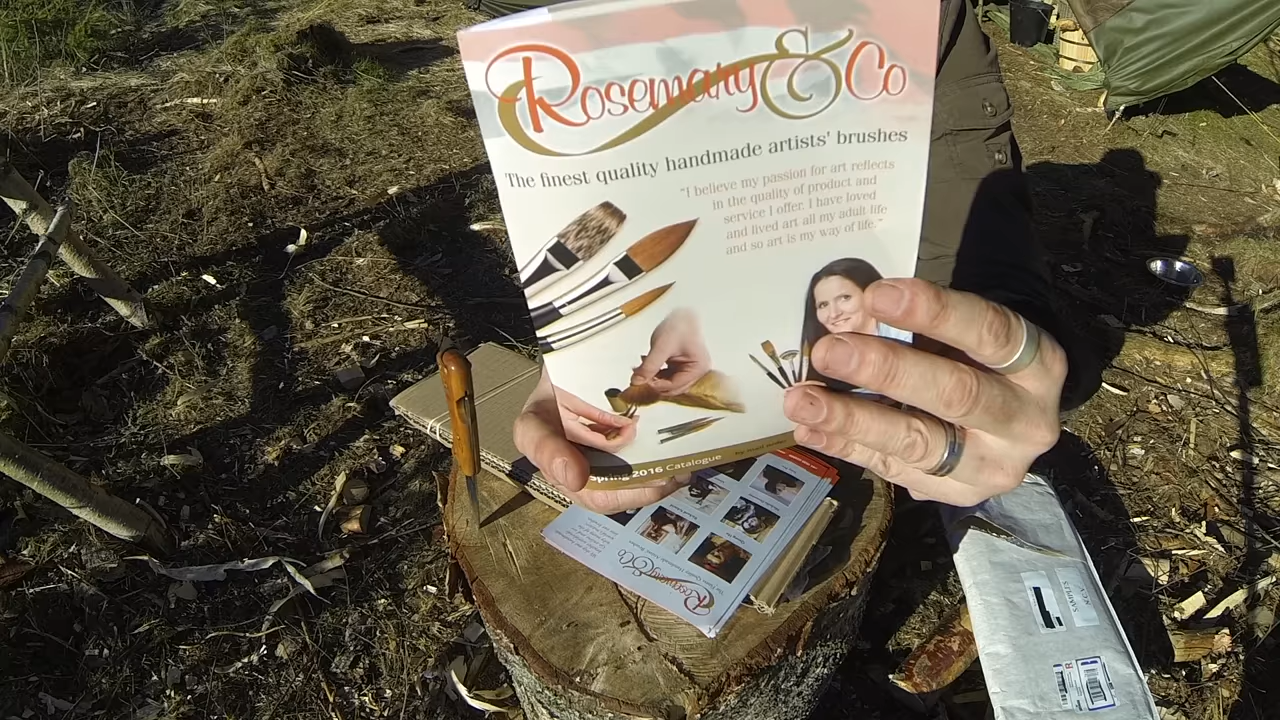 Rosemary & Co
The finest quality handmade artists' brushes
"I believe my passion for art reflects
in the quality of product and
service I offer. I have loved
and lived art all my adult life
and so art is my way of life."
Spring 2016 Catalogue
Rosemary & Co
SAMPLES